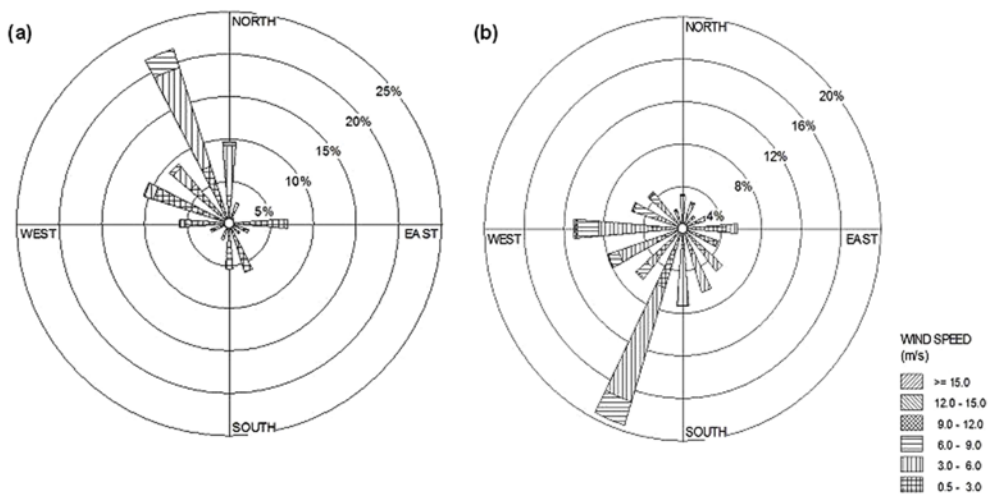 (a)
NORTH
25%
20%
15%
10%
5%
WEST
EAST
SOUTH
(b)
NORTH
20%
16%
12%
8%
4%
WEST
EAST
SOUTH
WIND SPEED
(m/s)
>= 15.0
12.0 - 15.0
9.0 - 12.0
6.0 - 9.0
3.0 - 6.0
0.5 - 3.0